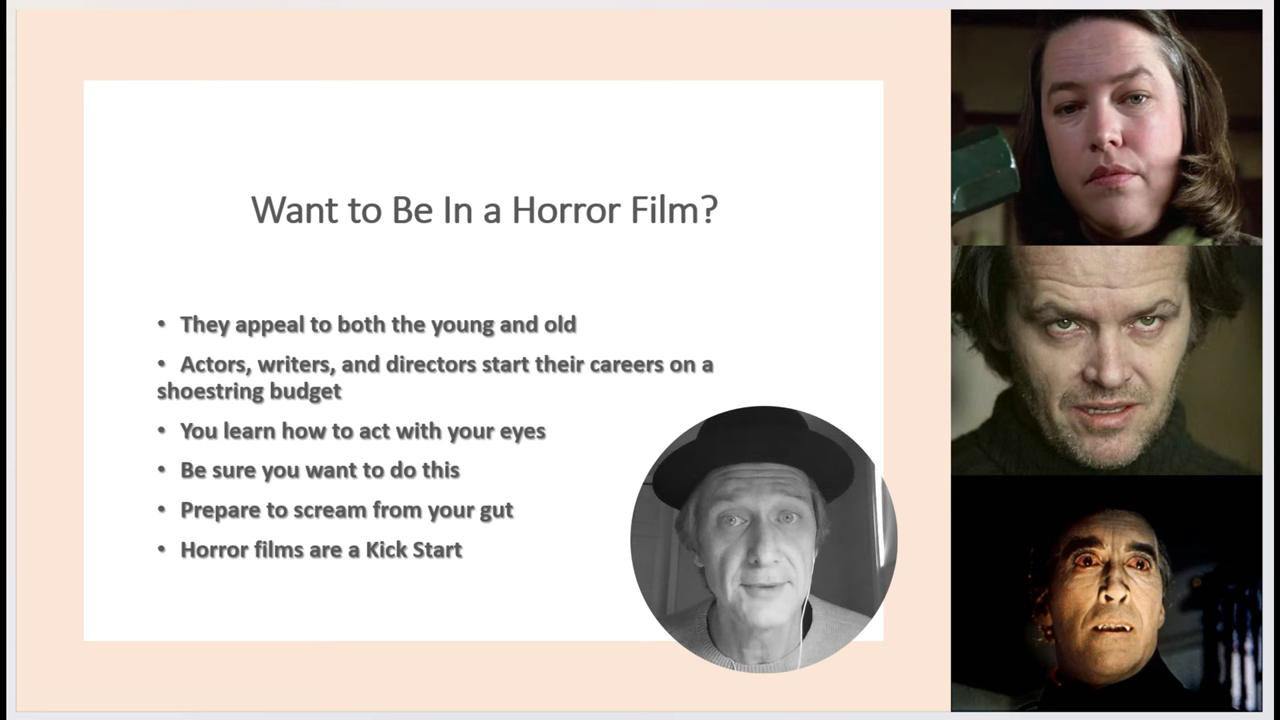 Want to Be In a Horror Film?
• They appeal to both the young and old
• Actors, writers, and directors start their careers on a
shoestring budget
• You learn how to act with your eyes
• Be sure you want to do this
• Prepare to scream from your gut
• Horror films are a Kick Start